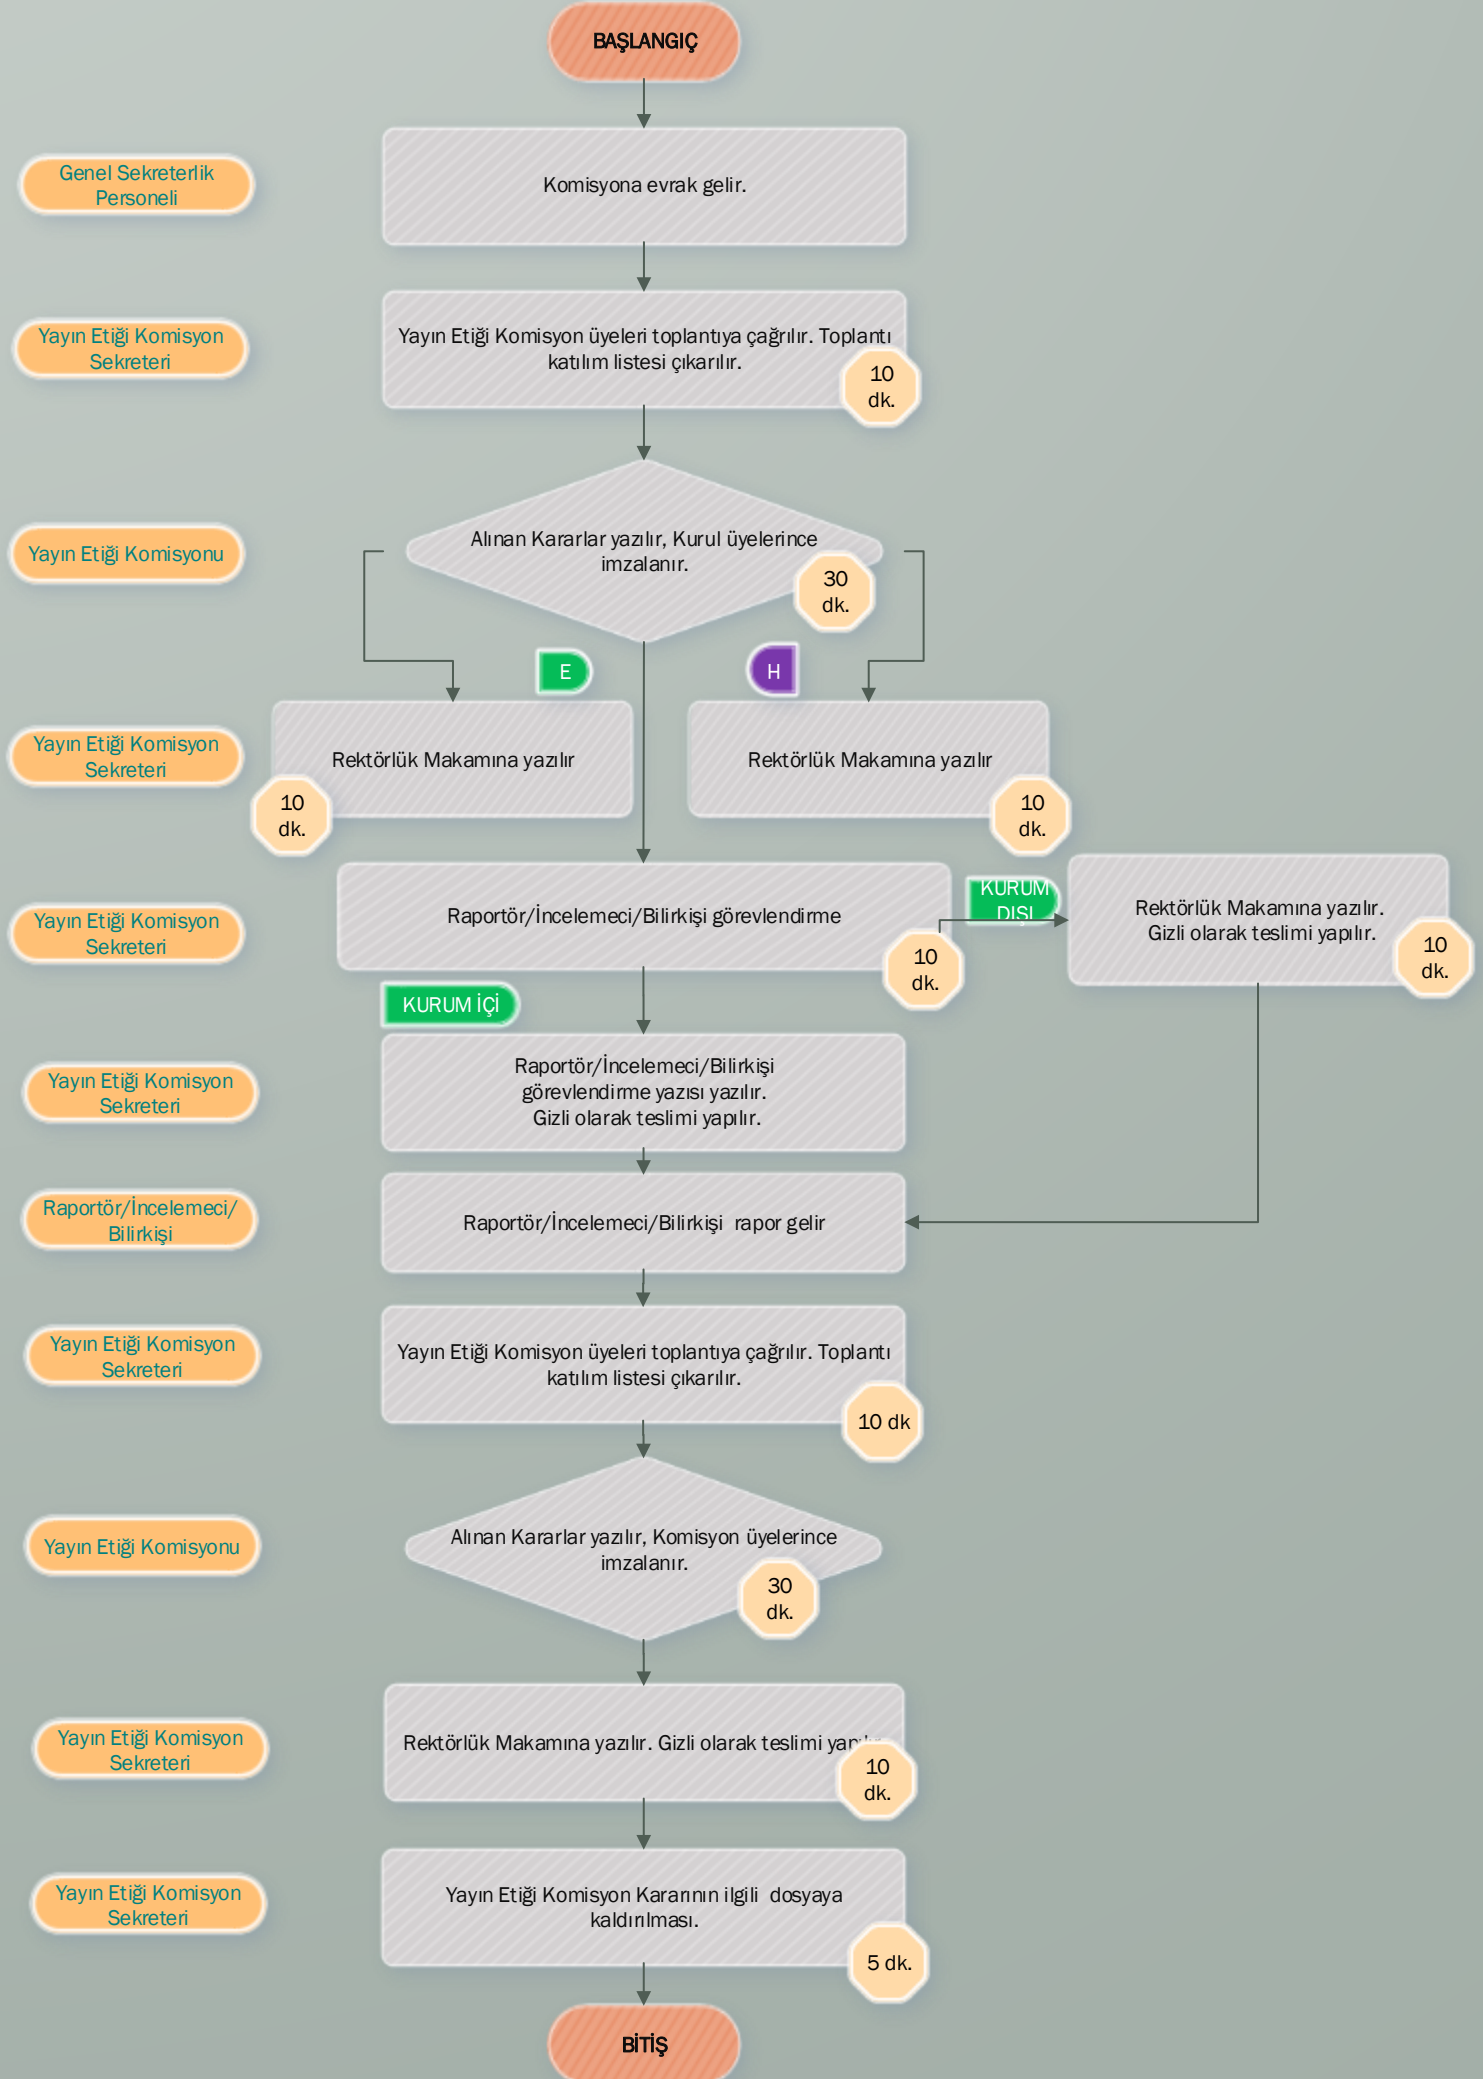 BAŞLANGIÇ
Genel Sekreterlik
Personeli
Komisyona evrak gelir.
Yayın Etiği Komisyon
Sekreteri
Yayın Etiği Komisyon üyeleri toplantıya çağrılır. Toplantı
katılım listesi çıkarılır.
10
dk.
Yayın Etiği Komisyonu
Alınan Kararlar yazılır, Kurul üyelerince
imzalanır.
30
dk.
E
H
Yayın Etiği Komisyon
Sekreteri
Rektörlük Makamına yazılır
10
dk.
Rektörlük Makamına yazılır
10
dk.
Yayın Etiği Komisyon
Sekreteri
Raportör/İncelemeci/Bilirkişi görevlendirme
10
dk.
KURUM
DIŞI
Rektörlük Makamına yazılır.
Gizli olarak teslimi yapılır.
10
dk.
KURUM İÇİ
Yayın Etiği Komisyon
Sekreteri
Raportör/İncelemeci/Bilirkişi
görevlendirme yazısı yazılır.
Gizli olarak teslimi yapılır.
Raportör/İncelemeci/
Bilirkişi
Raportör/İncelemeci/Bilirkişi  rapor gelir
Yayın Etiği Komisyon
Sekreteri
Yayın Etiği Komisyon üyeleri toplantıya çağrılır. Toplantı
katılım listesi çıkarılır.
10 dk
Yayın Etiği Komisyonu
Alınan Kararlar yazılır, Komisyon üyelerince
imzalanır.
30
dk.
Yayın Etiği Komisyon
Sekreteri
Rektörlük Makamına yazılır. Gizli olarak teslimi
10
dk.
Yayın Etiği Komisyon
Sekreteri
Yayın Etiği Komisyon Kararının ilgili  dosyaya
kaldırılması.
5 dk.
BİTİŞ